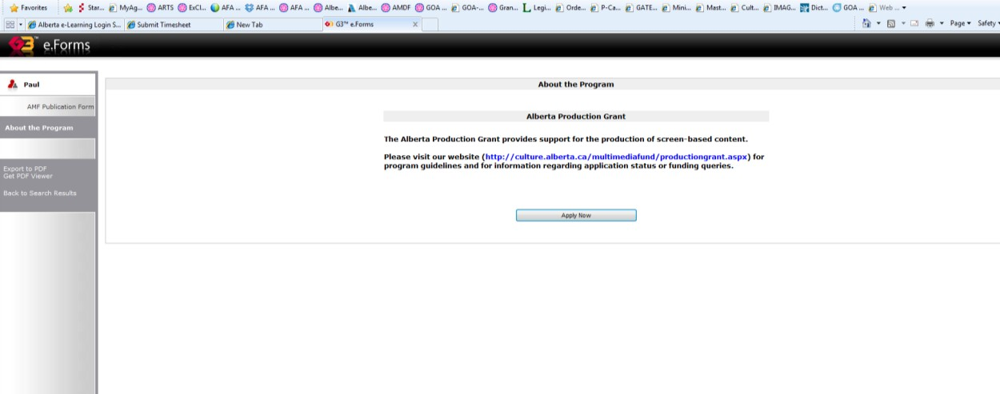 Favorites Star... MyAg... ARTS ExCl... AFA ... AFA ... AFA ... Albe... Albe... AMDF GOA ... GOA-... Gran... Legi... Orde... P-Ca... GATE... Mini... Mast... Cult... IMAG... Dict... GOA ... Web ...
Alberta e-Learning Login S... Submit Timesheet New Tab G3™ e.Forms x Page Safety
G3™ e.Forms
Paul
AMF Publication Form
About the Program
Export to PDF
Get PDF Viewer
Back to Search Results
About the Program
Alberta Production Grant
The Alberta Production Grant provides support for the production of screen-based content.
Please visit our website (http://culture.alberta.ca/multimediafund/productiongrant.aspx) for
program guidelines and for information regarding application status or funding queries.
Apply Now